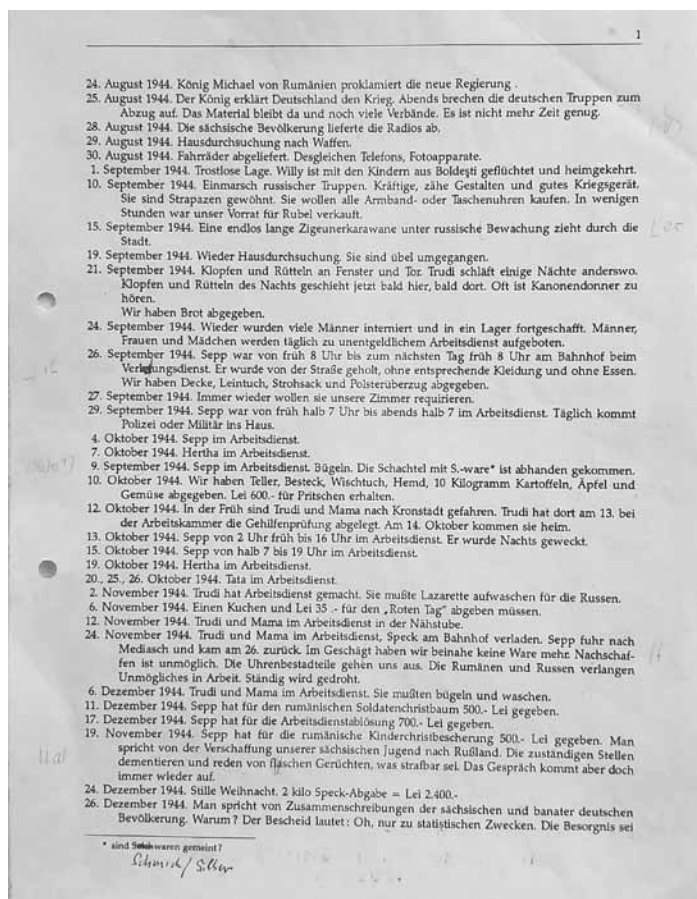 1
24. August 1944. König Michael von Rumänien proklamiert die neue Regierung .
25. August 1944. Der König erklärt Deutschland den Krieg. Abends brechen die deutschen Truppen zum
Abzug auf. Das Material bleibt da und noch viele Verbände. Es ist nicht mehr Zeit genug.
28. August 1944. Die sächsische Bevölkerung lieferte die Radios ab.
29. August 1944. Hausdurchsuchung nach Waffen.
30. August 1944. Fahrräder abgeliefert. Desgleichen Telefons, Fotoapparate.
1. September 1944. Trostlose Lage. Willy ist mit den Kindern aus Boldeşti geflüchtet und heimgekehrt.
10. September 1944. Einmarsch russischer Truppen. Kräftige, zähe Gestalten und gutes Kriegsgerät.
Sie sind Strapazen gewöhnt. Sie wollen alle Armband- oder Taschenuhren kaufen. In wenigen
Stunden war unser Vorrat für Rubel verkauft.
15. September 1944. Eine endlos lange Zigeunerkarawane unter russische Bewachung zieht durch die
Stadt.
19. September 1944. Wieder Hausdurchsuchung. Sie sind übel umgegangen.
21. September 1944. Klopfen und Rütteln an Fenster und Tor. Trudi schläft einige Nächte anderswo.
Klopfen und Rütteln des Nachts geschieht jetzt bald hier, bald dort. Oft ist Kanonendonner zu
hören.
Wir haben Brot abgegeben.
24. September 1944. Wieder wurden viele Männer interniert und in ein Lager fortgeschafft. Männer,
Frauen und Mädchen werden täglich zu unentgeldlichem Arbeitsdienst aufgeboten.
26. September 1944. Sepp war von früh 8 Uhr bis zum nächsten Tag früh 8 Uhr am Bahnhof beim
Er wurde von der Straße geholt, ohne entsprechende Kleidung und ohne Essen.
Wir haben Decke, Leintuch, Strohsack und Polsterüberzug abgegeben.
27. September 1944. Immer wieder wollen sie unsere Zimmer requirieren.
29. September 1944. Sepp war von früh halb 7 Uhr bis abends halb 7 im Arbeitsdienst. Täglich kommt
Polizei oder Militär ins Haus.
4. Oktober 1944. Sepp im Arbeitsdienst.
7. Oktober 1944. Hertha im Arbeitsdienst.
9. September 1944. Sepp im Arbeitsdienst. Bügeln. Die Schachtel mit S.-ware* ist abhanden gekommen.
10. Oktober 1944. Wir haben Teller, Besteck, Wischtuch, Hemd, 10 Kilogramm Kartoffeln, Äpfel und
Gemüse abgegeben. Lei 600.- für Pritschen erhalten.
12. Oktober 1944. In der Früh sind Trudi und Mama nach Kronstadt gefahren. Trudi hat dort am 13. bei
der Arbeitskammer die Gehilfenprüfung abgelegt. Am 14. Oktober kommen sie heim.
13. Oktober 1944. Sepp von 2 Uhr früh bis 16 Uhr im Arbeitsdienst. Er wurde Nachts geweckt.
15. Oktober 1944. Sepp von halb 7 bis 19 Uhr im Arbeitsdienst.
19. Oktober 1944. Hertha im Arbeitsdienst.
20., 25., 26. Oktober 1944. Tata im Arbeitsdienst.
2. November 1944. Trudi hat Arbeitsdienst gemacht. Sie mußte Lazarette aufwaschen für die Russen.
6. November 1944. Einen Kuchen und Lei 35 .- für den „Roten Tag" abgeben müssen.
12. November 1944. Trudi und Mama im Arbeitsdienst in der Nähstube.
24. November 1944. Trudi und Mama im Arbeitsdienst, Speck am Bahnhof verladen. Sepp fuhr nach
Mediasch und kam am 26. zurück. Im Geschägt haben wir beinahe keine Ware mehr. Nachschaf-
fen ist unmöglich. Die Uhrenbestadteile gehen uns aus. Die Rumänen und Russen verlangen
Unmögliches in Arbeit. Ständig wird gedroht.
6. Dezember 1944. Trudi und Mama im Arbeitsdienst. Sie mußten bügeln und waschen.
11. Dezember 1944. Sepp hat für den rumänischen Soldatenchristbaum 500.- Lei gegeben.
17. Dezember 1944. Sepp hat für die Arbeitsdienstablösung 700.- Lei gegeben.
19. November 1944. Sepp hat für die rumänische Kinderchristbescherung 500.- Lei gegeben. Man
spricht von der Verschaffung unserer sächsischen Jugend nach Rußland. Die zuständigen Stellen
dementieren und reden von flaschen Gerüchten, was strafbar sei. Das Gespräch kommt aber doch
immer wieder auf.
24. Dezember 1944. Stille Weihnacht. 2 kilo Speck-Abgabe = Lei 2.400.-
26. Dezember 1944. Man spricht von Zusammenschreibungen der sächsischen und banater deutschen
Bevölkerung. Warum? Der Bescheid lautet: Oh, nur zu statistischen Zwecken. Die Besorgnis sei
* sind gemeint?
Schmuck/Silber